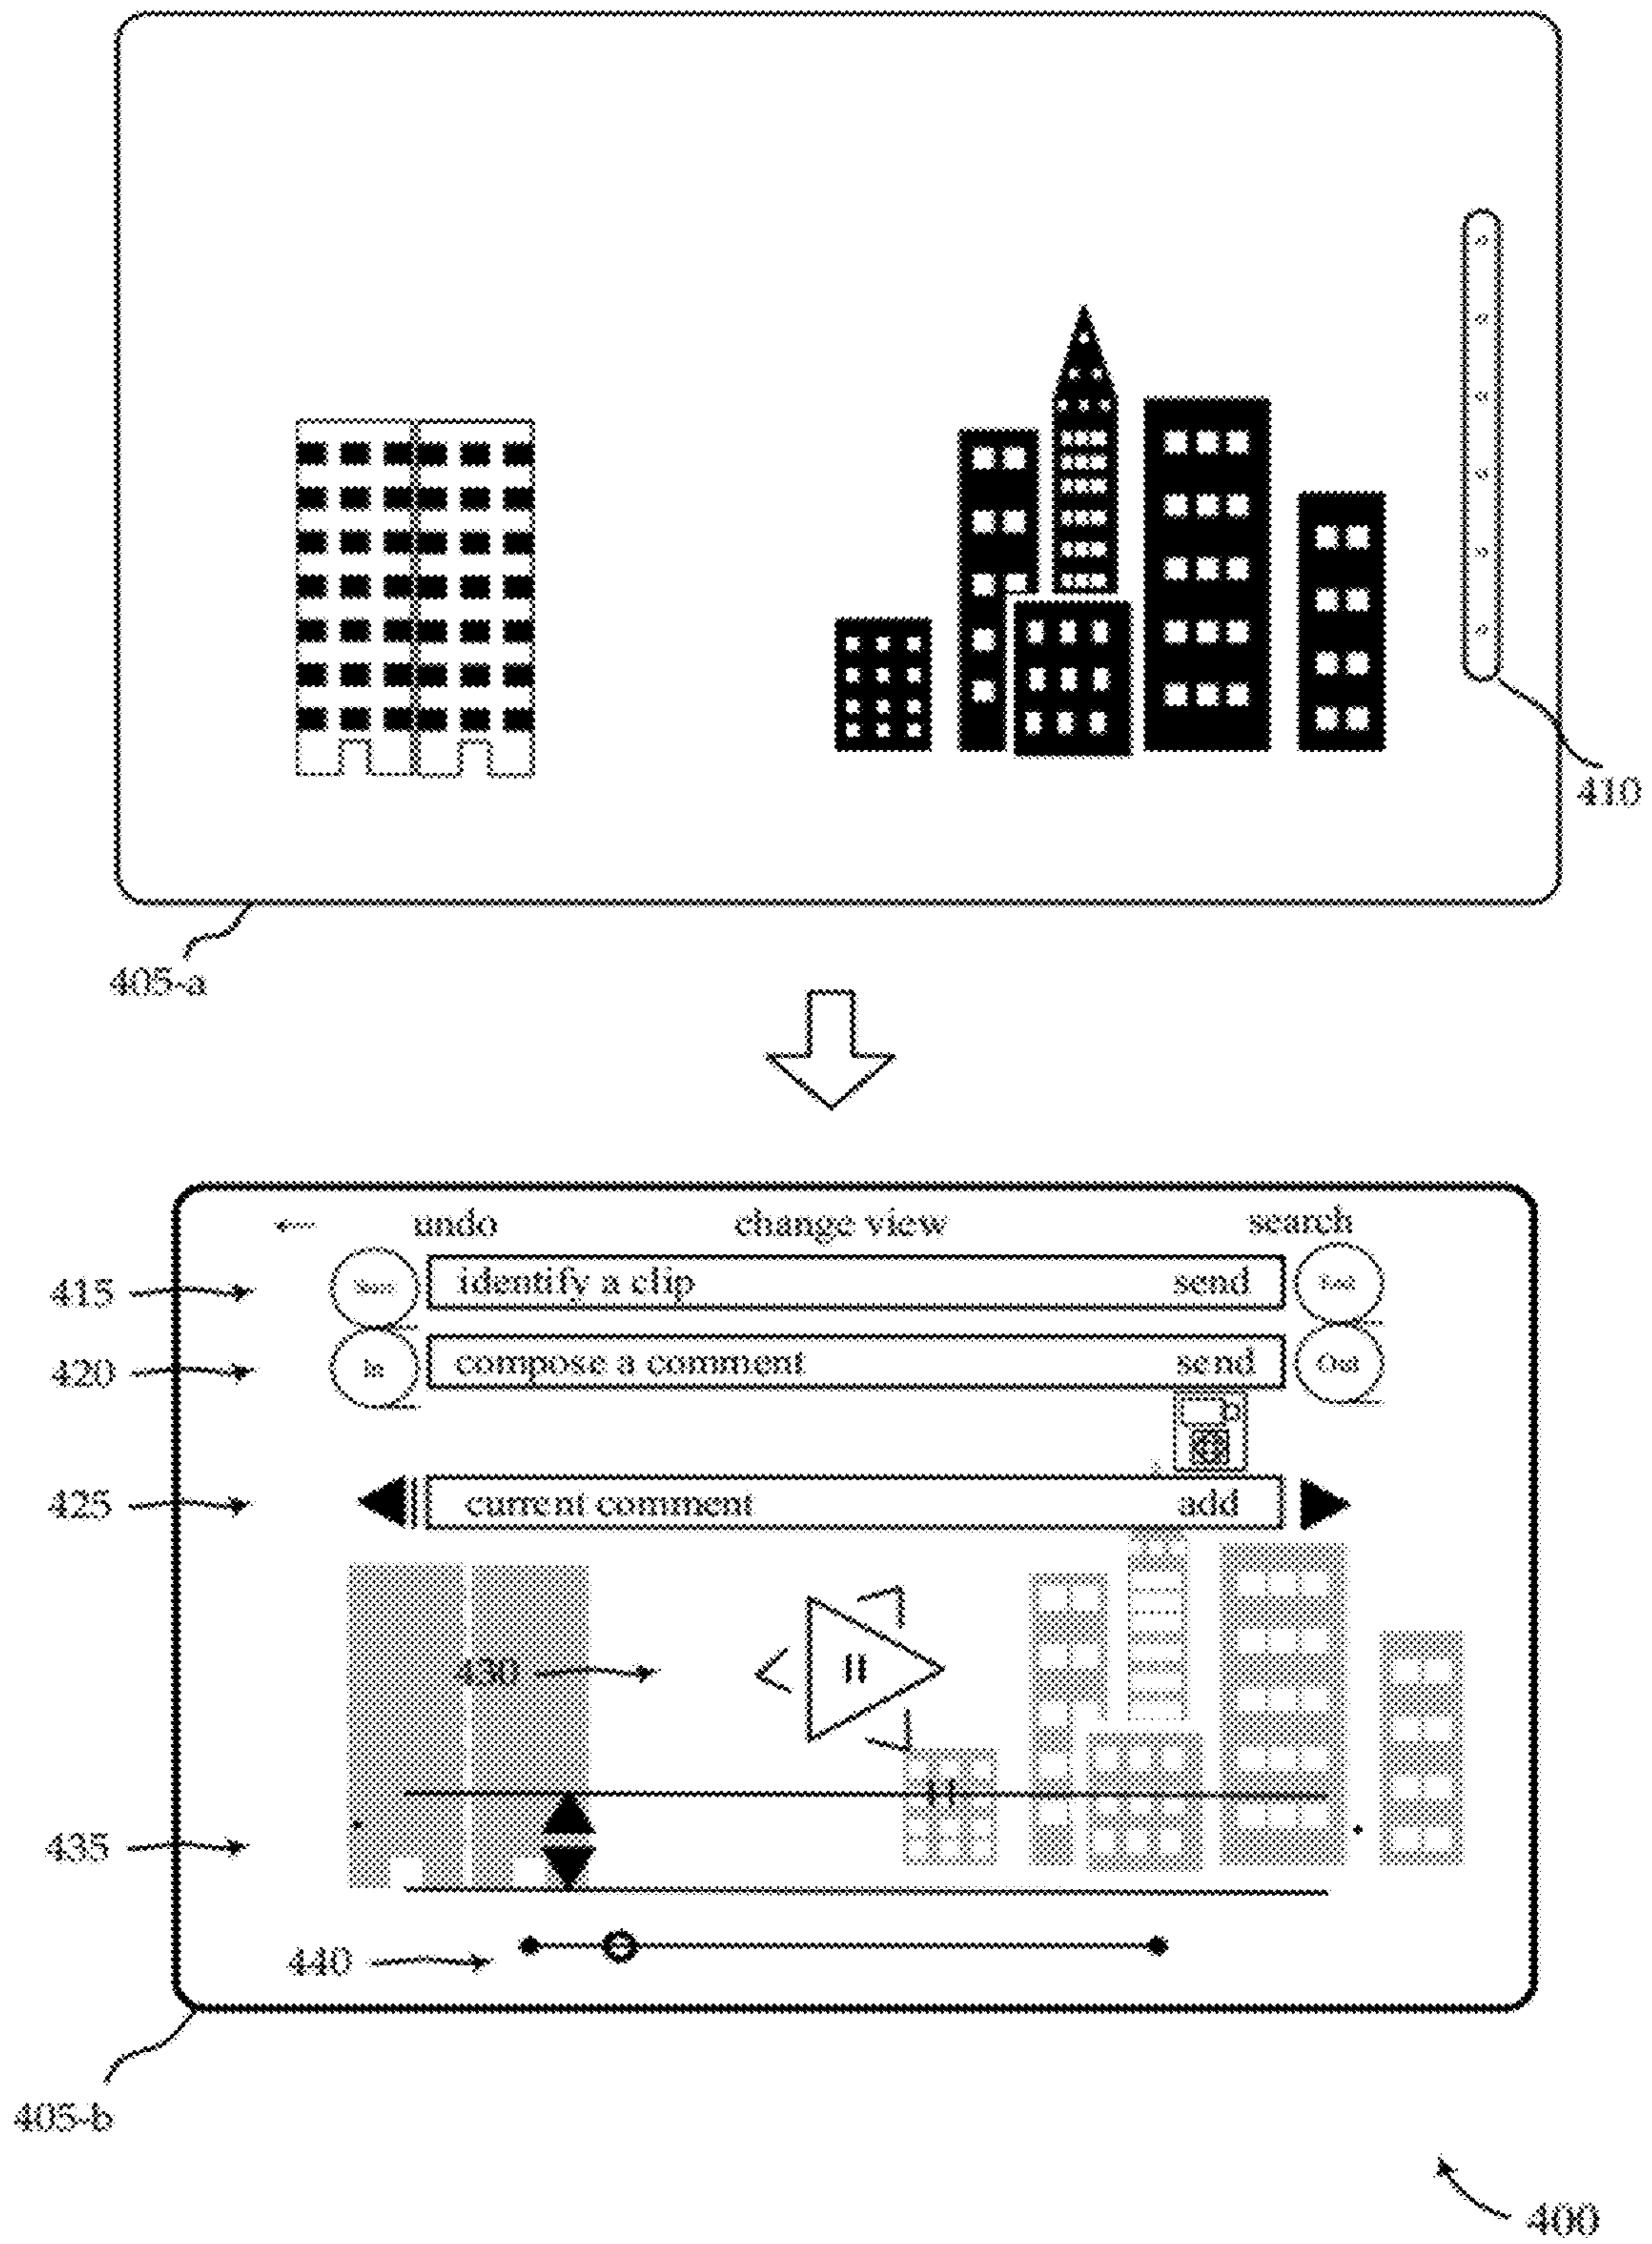 410
405-a
undo change view search
415 identify a clip send
420 In compose a comment send Out
425 current comment add
430
435
440
405-b
400